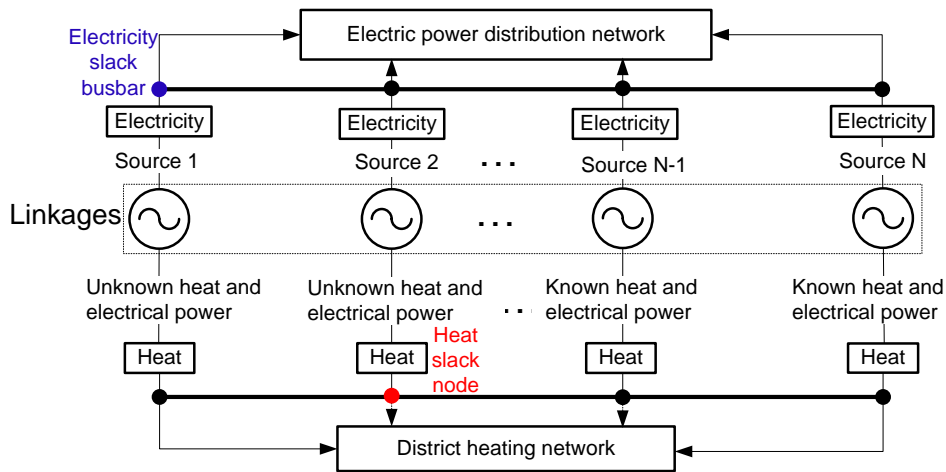 Electric power distribution network
Electricity
slack
busbar
Electricity
Electricity
Electricity
Electricity
Source 1
Source 2
. . .
Source N-1
Source N
Linkages
. . .
Unknown heat and
electrical power
Unknown heat and
electrical power
. . .
Known heat and
electrical power
Known heat and
electrical power
Heat
Heat
Heat
slack
node
Heat
Heat
District heating network